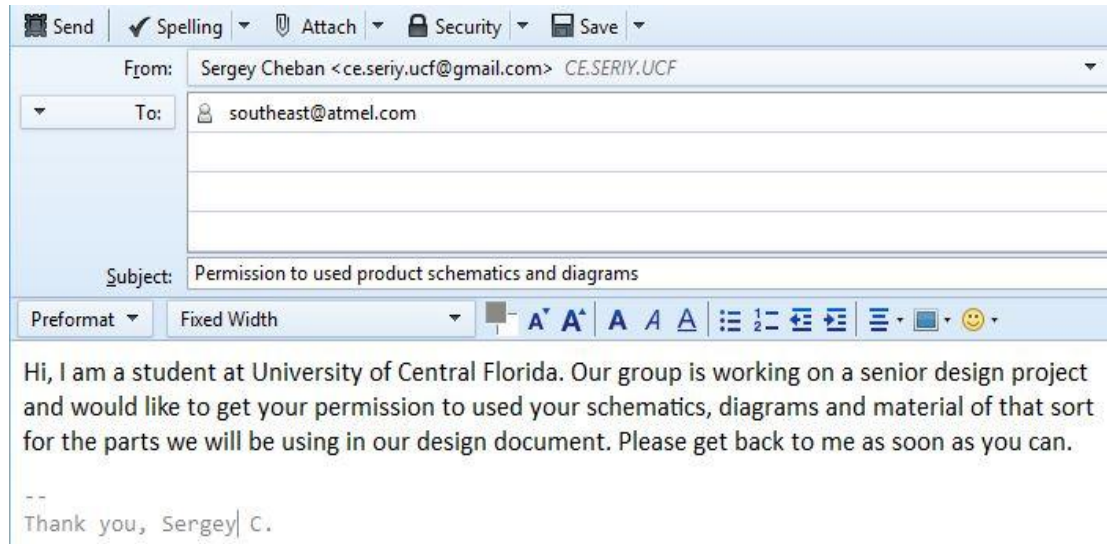 Send Spelling Attach Security Save
From: Sergey Cheban <ce.seriy.ucf@gmail.com> CE.SERIY.UCF
To: southeast@atmel.com
Subject: Permission to used product schematics and diagrams
Preformat Fixed Width
Hi, I am a student at University of Central Florida. Our group is working on a senior design project
and would like to get your permission to used your schematics, diagrams and material of that sort
for the parts we will be using in our design document. Please get back to me as soon as you can.
--
Thank you, Sergey C.